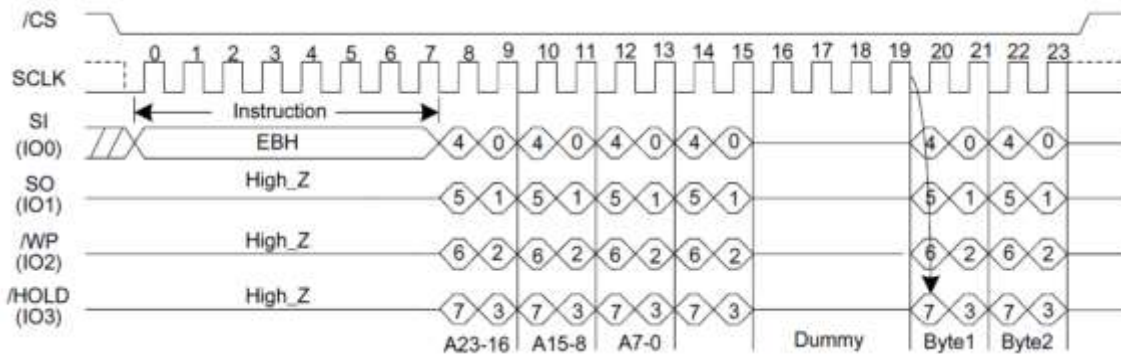 /CS
0 1 2 3 4 5 6 7 8 9 10 11 12 13 14 15 16 17 18 19 20 21 22 23
SCLK
Instruction
SI
(IO0)
EBH
4 0 4 0 4 0 4 0 4 0 4 0
SO
(IO1)
High_Z
5 1 5 1 5 1 5 1 5 1 5 1
/WP
(IO2)
High_Z
6 2 6 2 6 2 6 2 6 2 6 2
/HOLD
(IO3)
High_Z
7 3 7 3 7 3 7 3 7 3 7 3
A23-16 A15-8 A7-0 Dummy Byte1 Byte2